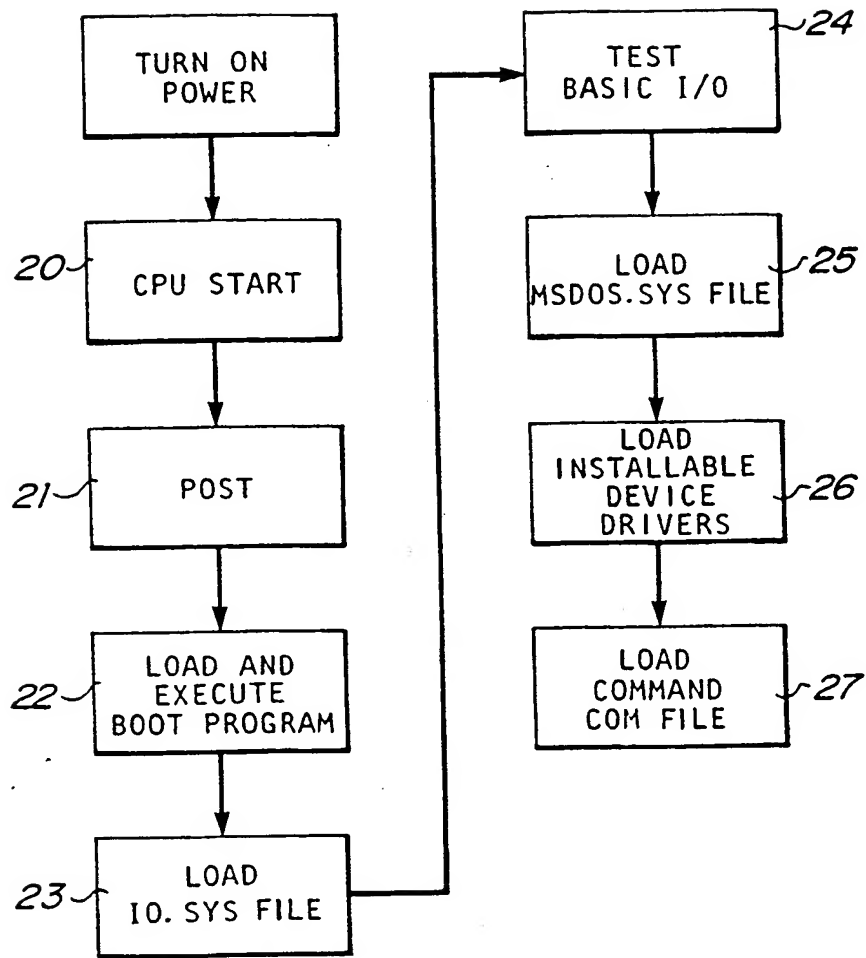 TURN ON
POWER
20
CPU START
21
POST
22
LOAD AND
EXECUTE
BOOT PROGRAM
23
LOAD
IO. SYS FILE
24
TEST
BASIC I/O
25
LOAD
MSDOS.SYS FILE
26
LOAD
INSTALLABLE
DEVICE
DRIVERS
27
LOAD
COMMAND
COM FILE